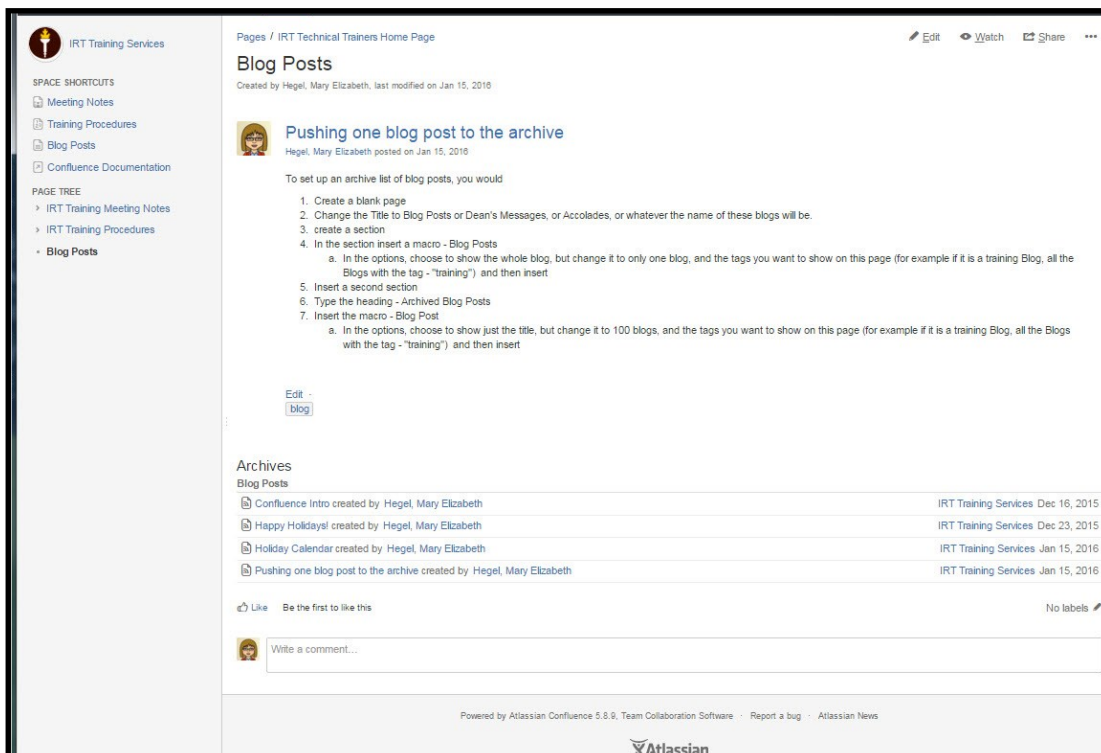 IRT Training Services
SPACE SHORTCUTS
Meeting Notes
Training Procedures
Blog Posts
Confluence Documentation
PAGE TREE
IRT Training Meeting Notes
IRT Training Procedures
Blog Posts
Pages / IRT Technical Trainers Home Page
Edit Watch Share •••
Blog Posts
Created by Hegel, Mary Elizabeth, last modified on Jan 15, 2016
Pushing one blog post to the archive
Hegel, Mary Elizabeth posted on Jan 15, 2016
To set up an archive list of blog posts, you would
1. Create a blank page
2. Change the Title to Blog Posts or Dean's Messages, or Accolades, or whatever the name of these blogs will be.
3. create a section
4. In the section insert a macro - Blog Posts
a. In the options, choose to show the whole blog, but change it to only one blog, and the tags you want to show on this page (for example if it is a training Blog, all the
Blogs with the tag - "training") and then insert
5. Insert a second section
6. Type the heading - Archived Blog Posts
7. Insert the macro - Blog Post
a. In the options, choose to show just the title, but change it to 100 blogs, and the tags you want to show on this page (for example if it is a training Blog, all the Blogs
with the tag - "training") and then insert
Edit ·
blog
Archives
Blog Posts
Confluence Intro created by Hegel, Mary Elizabeth IRT Training Services Dec 16, 2015
Happy Holidays! created by Hegel, Mary Elizabeth IRT Training Services Dec 23, 2015
Holiday Calendar created by Hegel, Mary Elizabeth IRT Training Services Jan 15, 2016
Pushing one blog post to the archive created by Hegel, Mary Elizabeth IRT Training Services Jan 15, 2016
Like Be the first to like this No labels
Write a comment…
Powered by Atlassian Confluence 5.8.9, Team Collaboration Software · Report a bug · Atlassian News
Atlassian